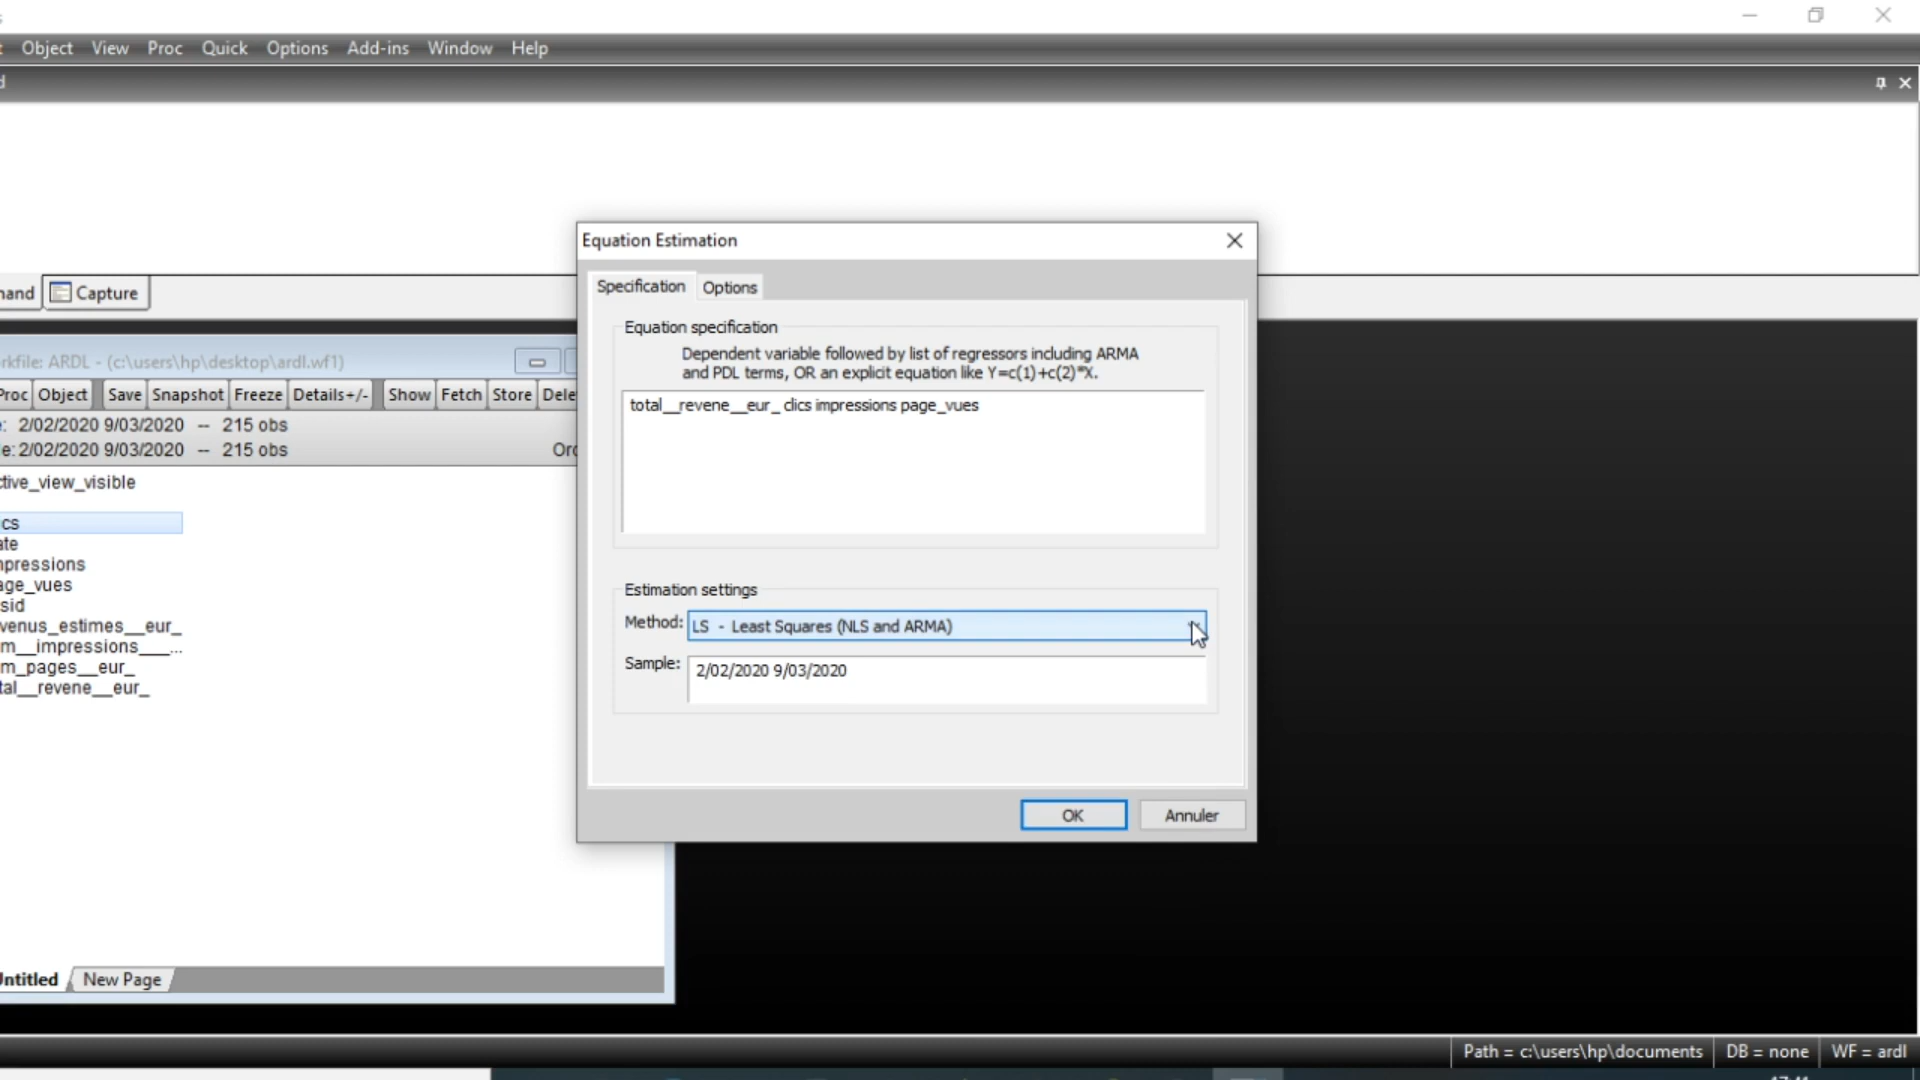 Object View Proc Quick Options Add-ins Window Help
Capture
Equation Estimation
Specification Options
Equation specification
Dependent variable followed by list of regressors including ARMA
and PDL terms, OR an explicit equation like Y=c(1)+c(2)*X.
total__revene__eur_ clics impressions page_vues
Estimation settings
Method: LS - Least Squares (NLS and ARMA)
Sample: 2/02/2020 9/03/2020
OK Annuler
rkfile: ARDL - (c:\users\hp\desktop\ardl.wf1)
Proc Object Save Snapshot Freeze Details+/- Show Fetch Store Dele
: 2/02/2020 9/03/2020 -- 215 obs
e: 2/02/2020 9/03/2020 -- 215 obs Ord
ctive_view_visible
cs
ate
npressions
age_vues
sid
venus_estimes__eur_
m__impressions___...
m_pages__eur_
tal__revene__eur_
Untitled New Page
Path = c:\users\hp\documents DB = none WF = ardl